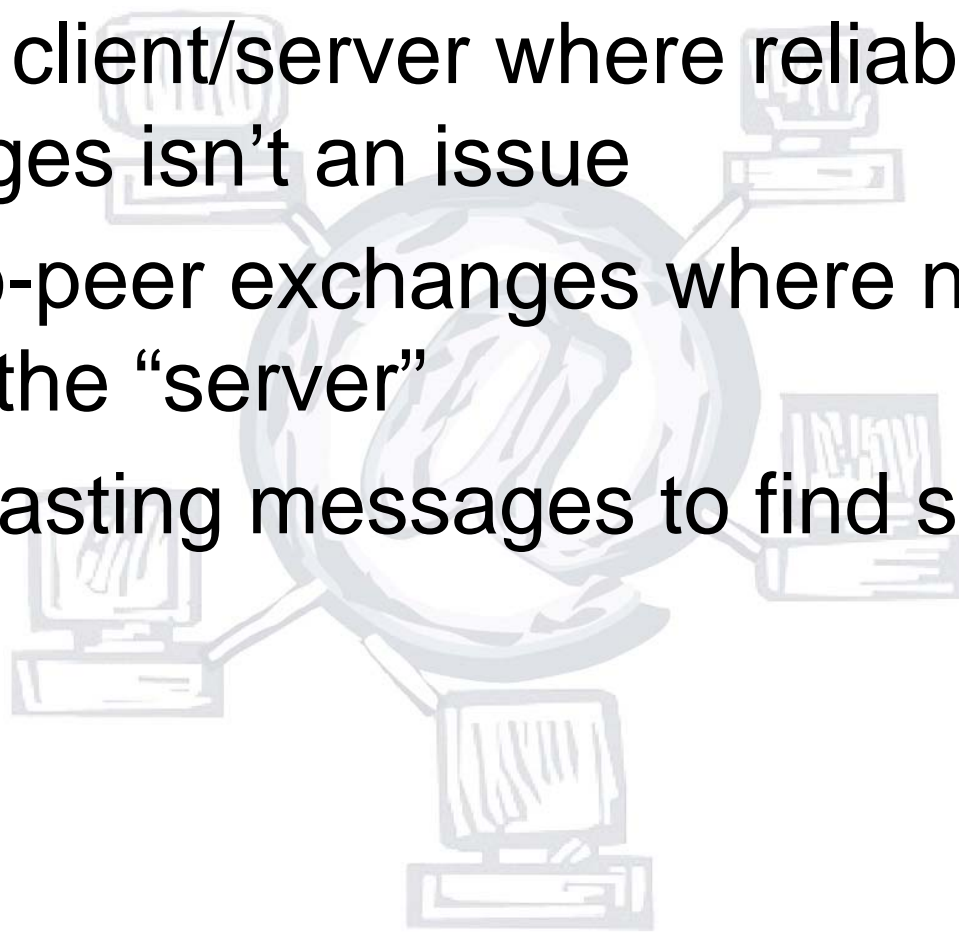 client/server where reliab
ges isn’t an issue
-peer exchanges where n
the “server”
asting messages to find s